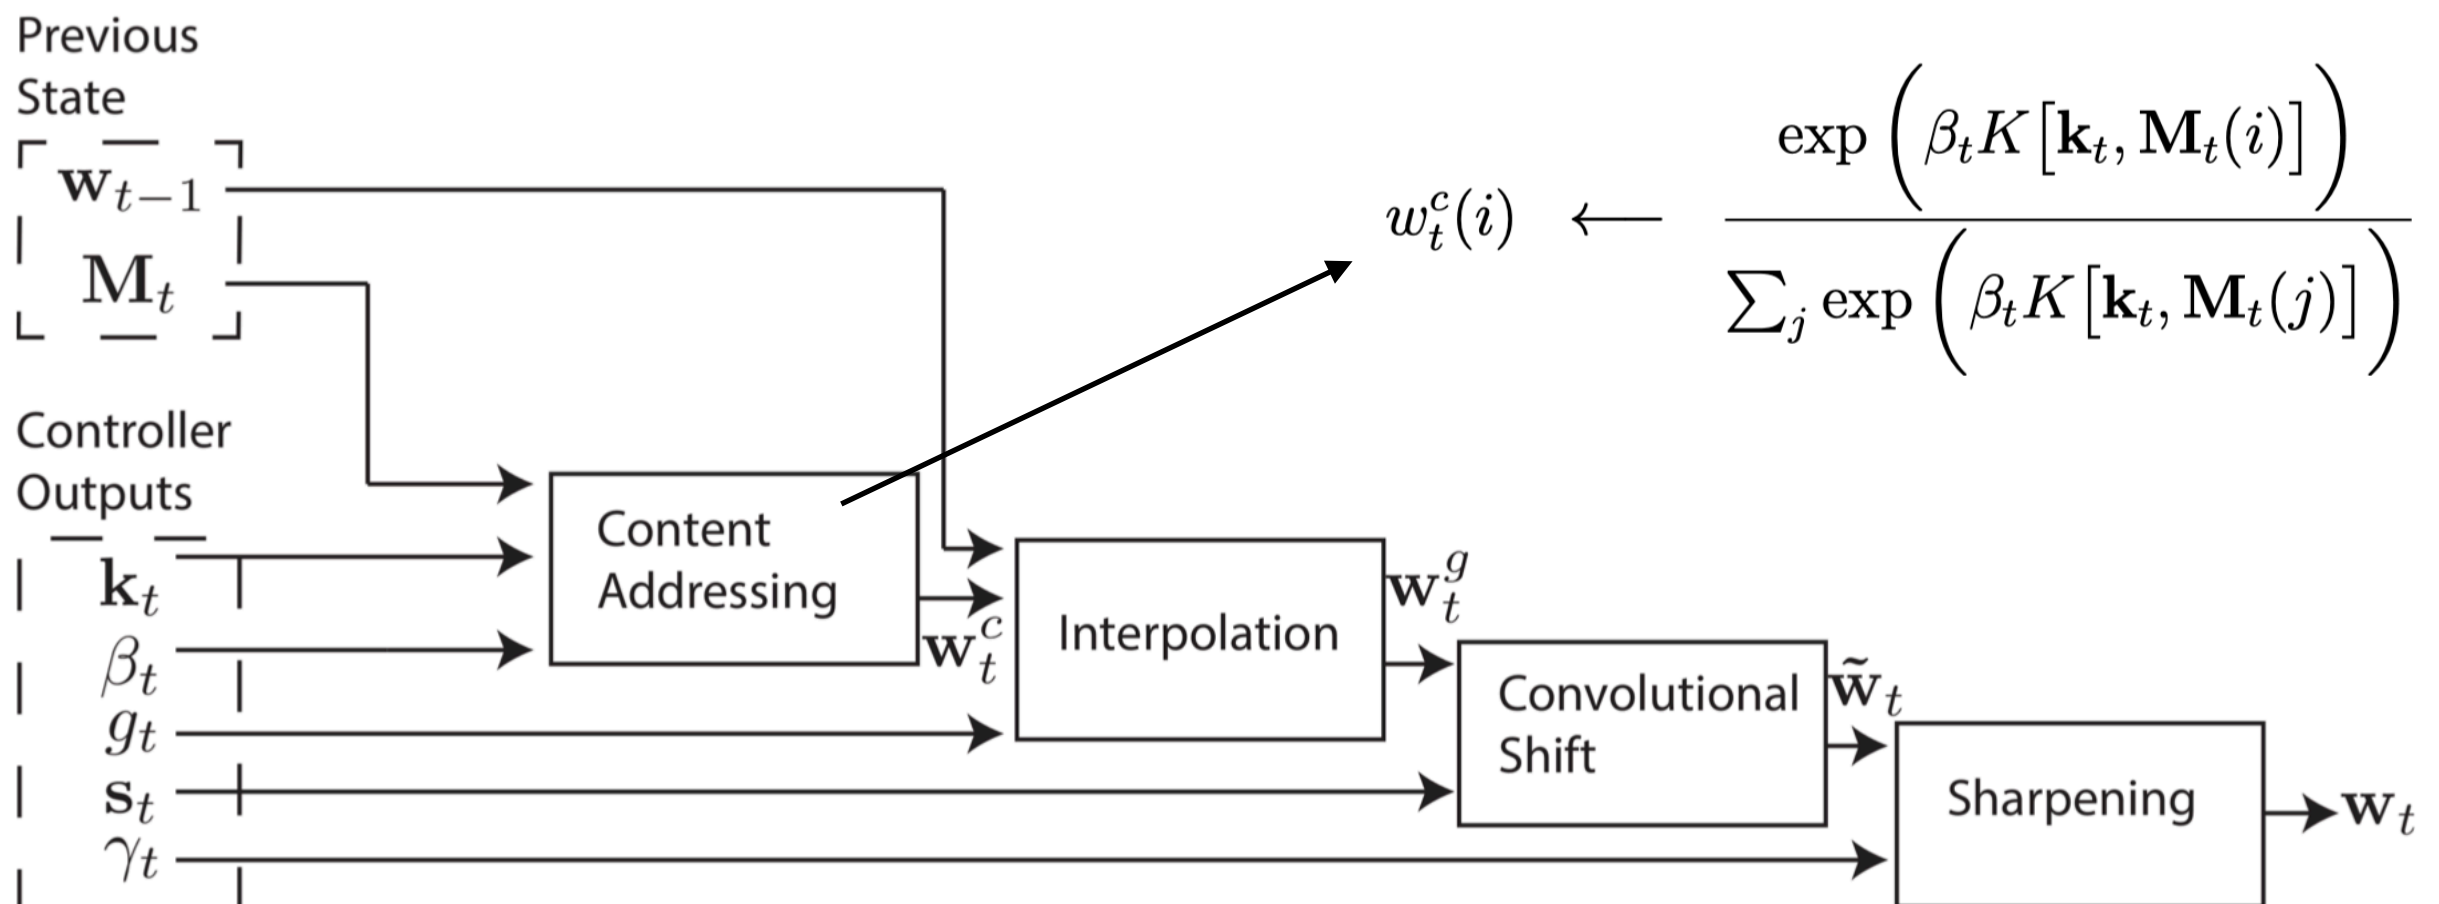 Previous
State
w_{t−1}
M_t
w_t^c(i) ← exp(β_t K[k_t, M_t(i)]) / ∑_j exp(β_t K[k_t, M_t(j)])
Controller
Outputs
k_t
β_t
g_t
s_t
γ_t
Content
Addressing
w_t^c
Interpolation
w_t^g
Convolutional
Shift
w̃_t
Sharpening
w_t